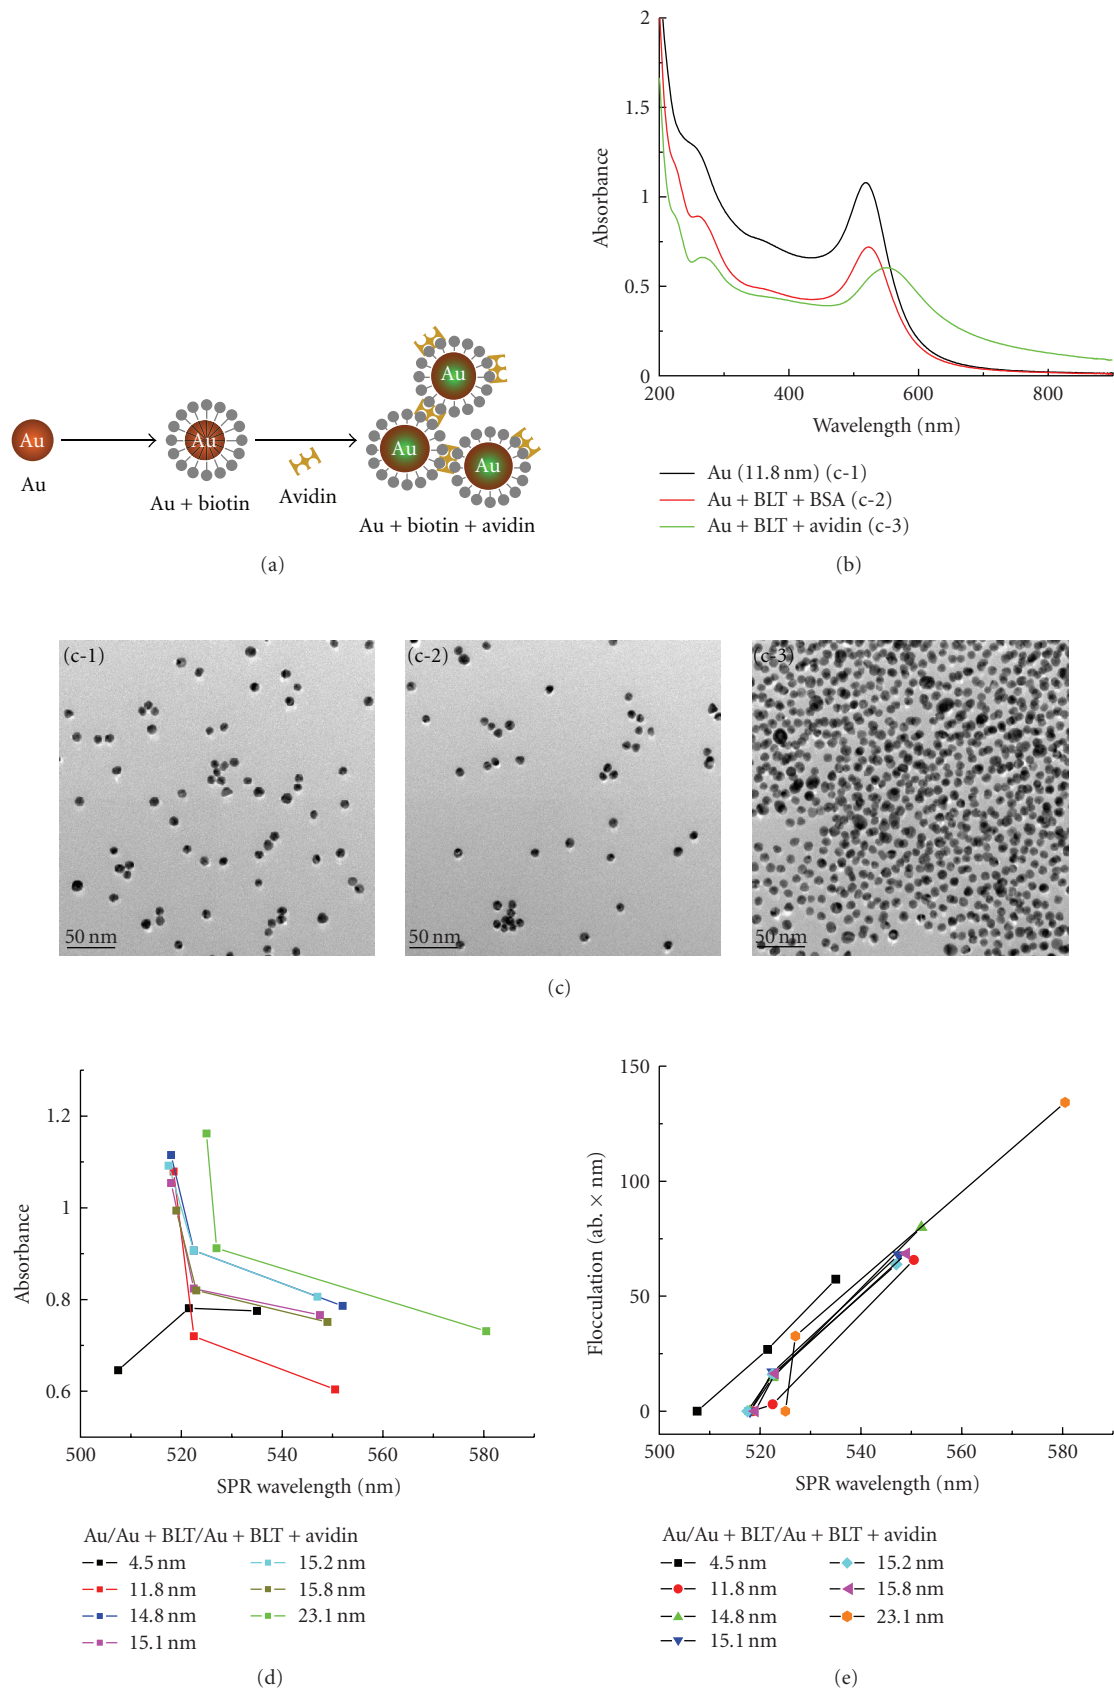 Au
Au
Au + biotin
Avidin
Au
Au
Au
Au + biotin + avidin
(a)
2
1.5
1
0.5
0
Absorbance
200
400
600
800
Wavelength (nm)
Au (11.8 nm) (c-1)
Au + BLT + BSA (c-2)
Au + BLT + avidin (c-3)
(b)
(c-1)
50 nm
(c-2)
50 nm
(c-3)
50 nm
(c)
1.2
1
0.8
0.6
Absorbance
500
520
540
560
580
SPR wavelength (nm)
Au/Au + BLT/Au + BLT + avidin
4.5 nm
11.8 nm
14.8 nm
15.1 nm
15.2 nm
15.8 nm
23.1 nm
(d)
150
100
50
0
Flocculation (ab. × nm)
500
520
540
560
580
SPR wavelength (nm)
Au/Au + BLT/Au + BLT + avidin
4.5 nm
11.8 nm
14.8 nm
15.1 nm
15.2 nm
15.8 nm
23.1 nm
(e)